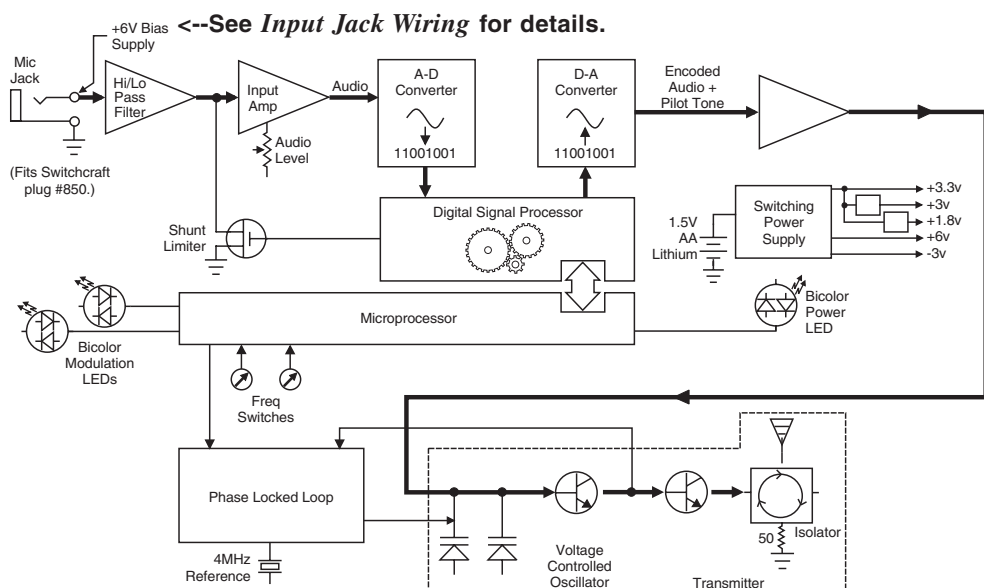 <--See Input Jack Wiring for details.
+6V Bias
Supply
Mic
Jack
Hi/Lo
Pass
Filter
Input
Amp
Audio
Audio
Level
A-D
Converter
11001001
D-A
Converter
11001001
Encoded
Audio +
Pilot Tone
(Fits Switchcraft
plug #850.)
Shunt
Limiter
Digital Signal Processor
1.5V
AA
Lithium
Switching
Power
Supply
+3.3v
+3v
+1.8v
+6v
-3v
Bicolor
Modulation
LEDs
Microprocessor
Bicolor
Power
LED
Freq
Switches
Phase Locked Loop
4MHz
Reference
Voltage
Controlled
Oscillator
50
Isolator
Transmitter